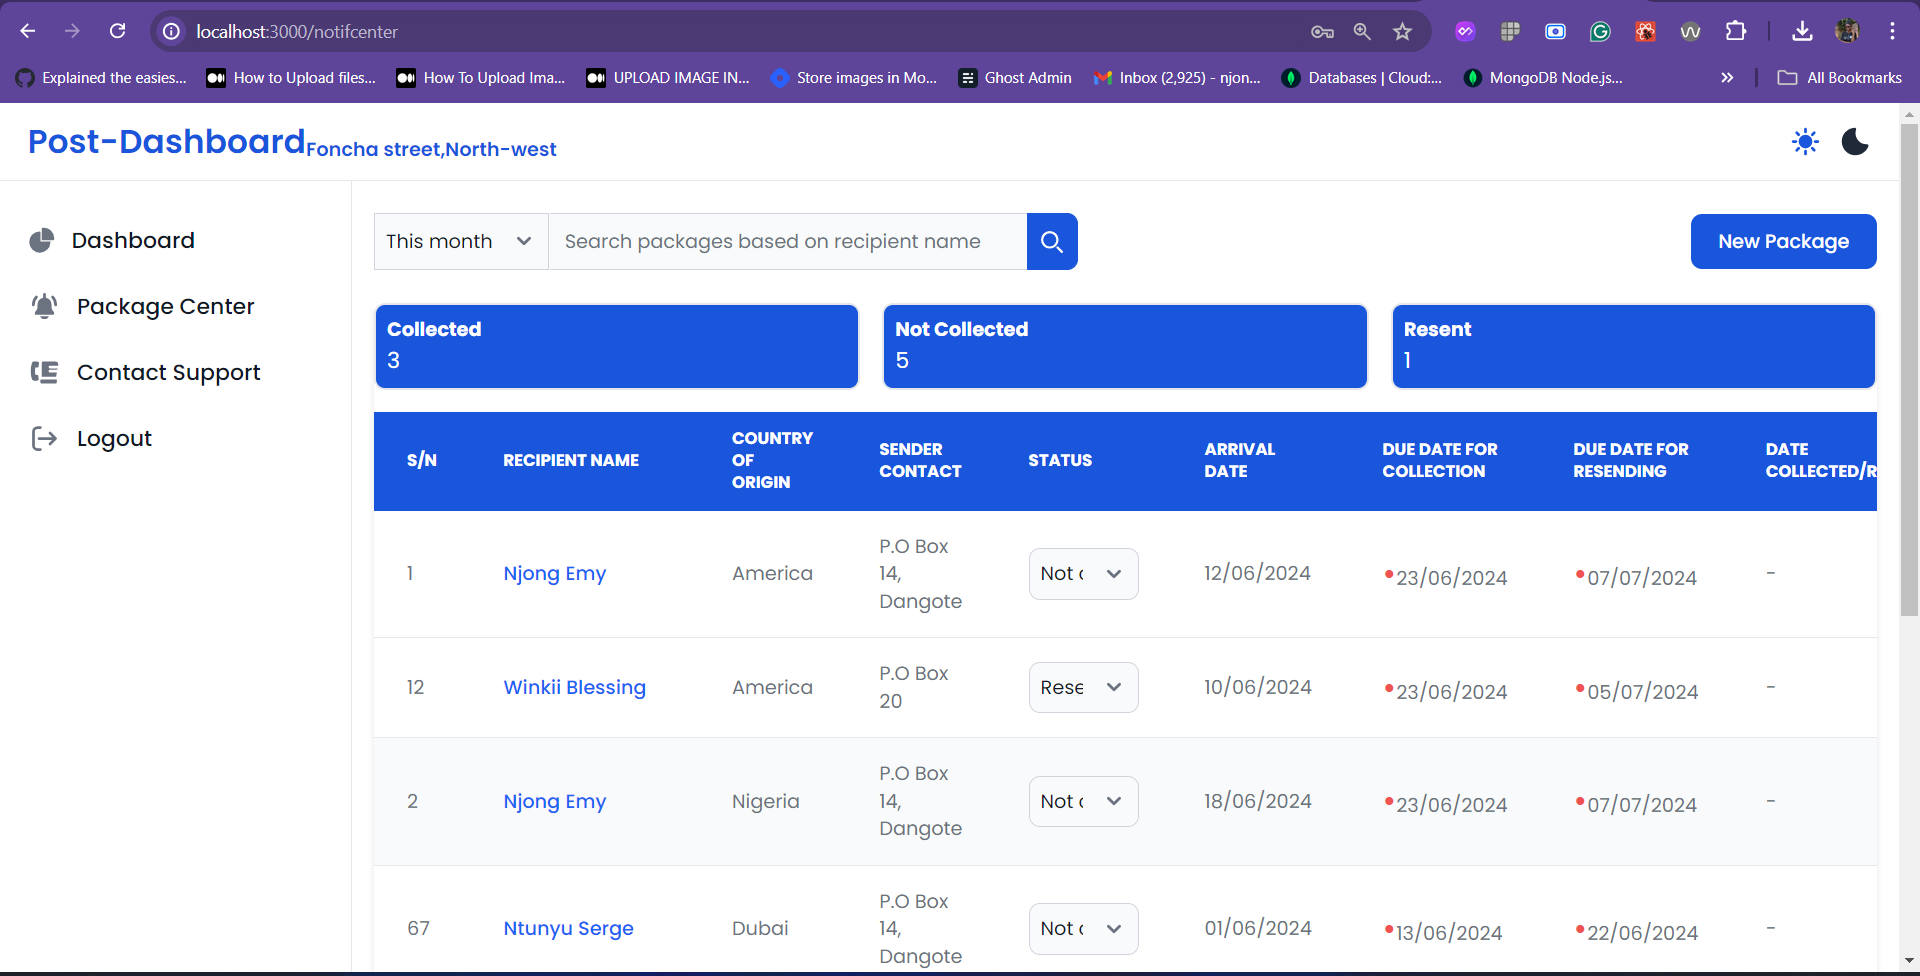 localhost:3000/notifcenter
Explained the easies... How to Upload files... How To Upload Ima... UPLOAD IMAGE IN... Store images in Mo... Ghost Admin Inbox (2,925) - njon... Databases | Cloud:... MongoDB Node.js... » All Bookmarks
Post-Dashboard Foncha street,North-west
Dashboard
Package Center
Contact Support
Logout
This month Search packages based on recipient name New Package
Collected
3
Not Collected
5
Resent
1
S/N RECIPIENT NAME COUNTRY OF ORIGIN SENDER CONTACT STATUS ARRIVAL DATE DUE DATE FOR COLLECTION DUE DATE FOR RESENDING DATE COLLECTED/R
1 Njong Emy America P.O Box 14, Dangote Not c 12/06/2024 23/06/2024 07/07/2024 -
12 Winkii Blessing America P.O Box 20 Rese 10/06/2024 23/06/2024 05/07/2024 -
2 Njong Emy Nigeria P.O Box 14, Dangote Not c 18/06/2024 23/06/2024 07/07/2024 -
67 Ntunyu Serge Dubai P.O Box 14, Dangote Not c 01/06/2024 13/06/2024 22/06/2024 -